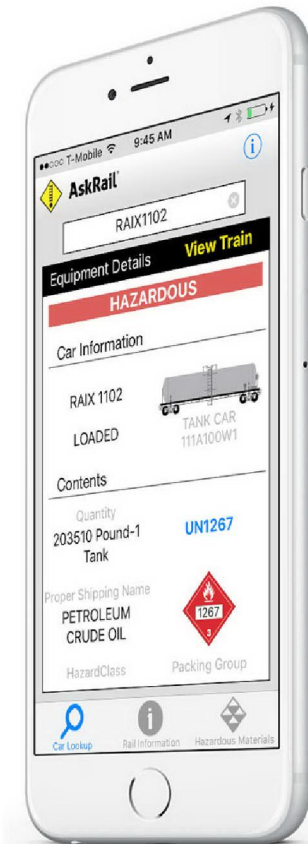 T-Mobile 9:45 AM
AskRail
RAIX1102
Equipment Details View Train
HAZARDOUS
Car Information
RAIX 1102
LOADED
TANK CAR
111A100W1
Contents
Quantity
203510 Pound-1
Tank
UN1267
Proper Shipping Name
PETROLEUM
CRUDE OIL
1267
3
HazardClass
Packing Group
Car Lookup
Rail Information
Hazardous Materials